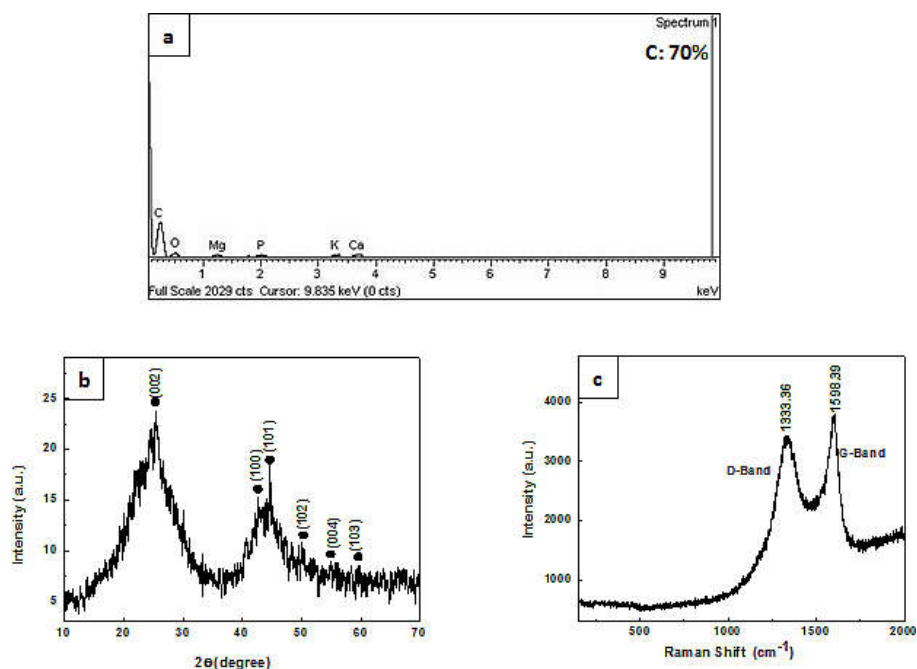 a
Spectrum 1
C: 70%
C
O
Mg
P
K
Ca
1 2 3 4 5 6 7 8 9
Full Scale 2029 cts Cursor: 9.835 keV (0 cts)
keV
b
(002)
(100)
(101)
(102)
(004)
(103)
25
20
15
10
5
Intensity (a.u.)
10 20 30 40 50 60 70
2Θ(degree)
c
1333.36
1598.39
D-Band
G-Band
4000
3000
2000
1000
Intensity (a.u.)
500 1000 1500 2000
Raman Shift (cm⁻¹)